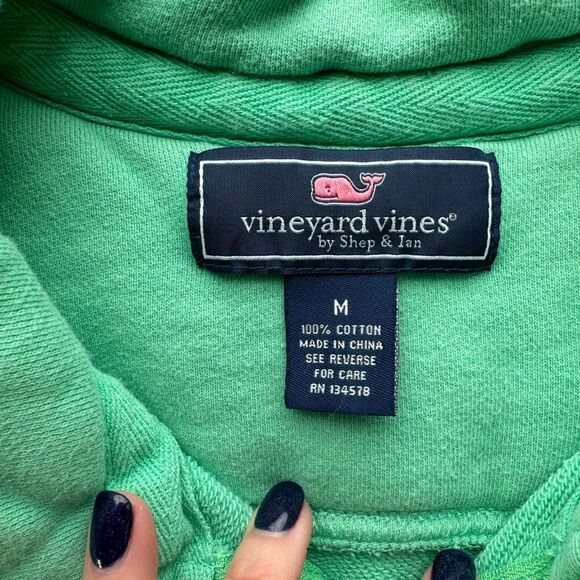 vineyard vines®
by Shep & Ian
M
100% COTTON
MADE IN CHINA
SEE REVERSE
FOR CARE
RN 134578